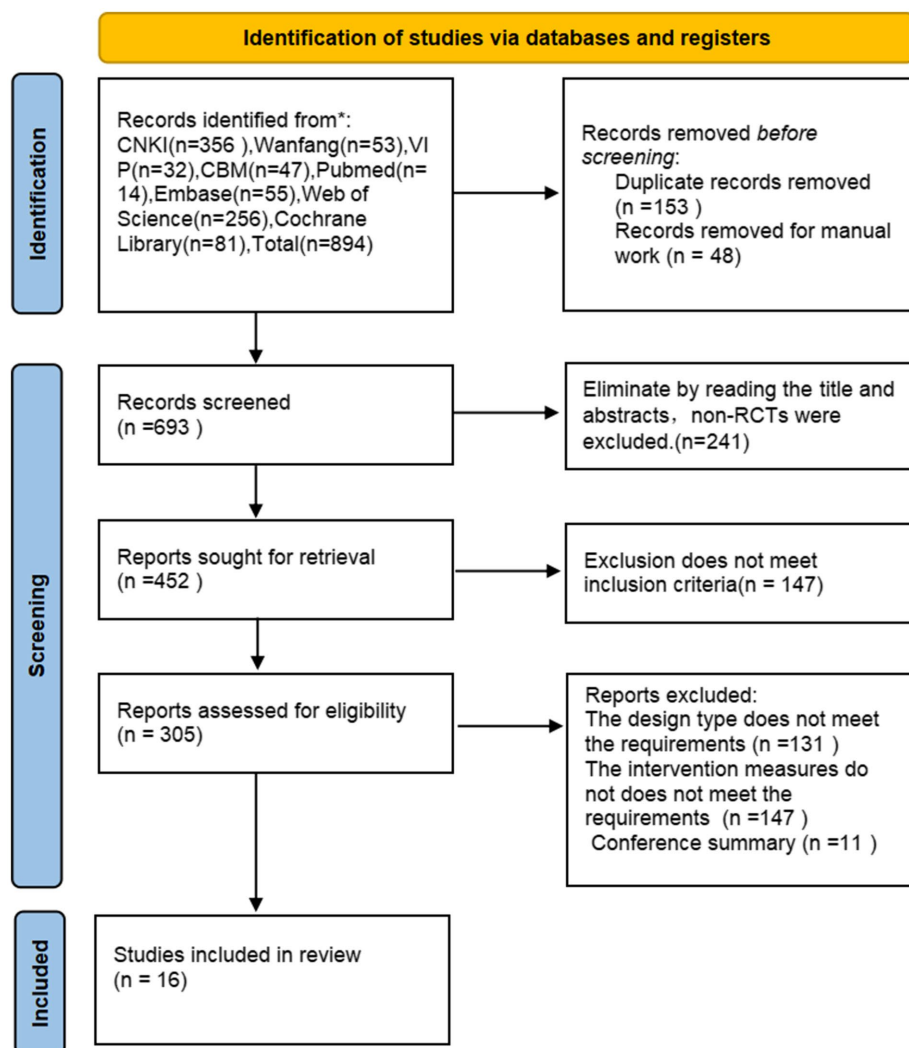 Identification of studies via databases and registers
Identification
Records identified from*:
CNKI(n=356 ),Wanfang(n=53),VI
P(n=32),CBM(n=47),Pubmed(n=
14),Embase(n=55),Web of
Science(n=256),Cochrane
Library(n=81),Total(n=894)
Records removed before
screening:
Duplicate records removed
(n =153 )
Records removed for manual
work (n = 48)
Screening
Records screened
(n =693 )
Eliminate by reading the title and
abstracts，non-RCTs were
excluded.(n=241)
Reports sought for retrieval
(n =452 )
Exclusion does not meet
inclusion criteria(n = 147)
Reports assessed for eligibility
(n = 305)
Reports excluded:
The design type does not meet
the requirements (n =131 )
The intervention measures do
not does not meet the
requirements  (n =147 )
Conference summary (n =11 )
Included
Studies included in review
(n = 16)